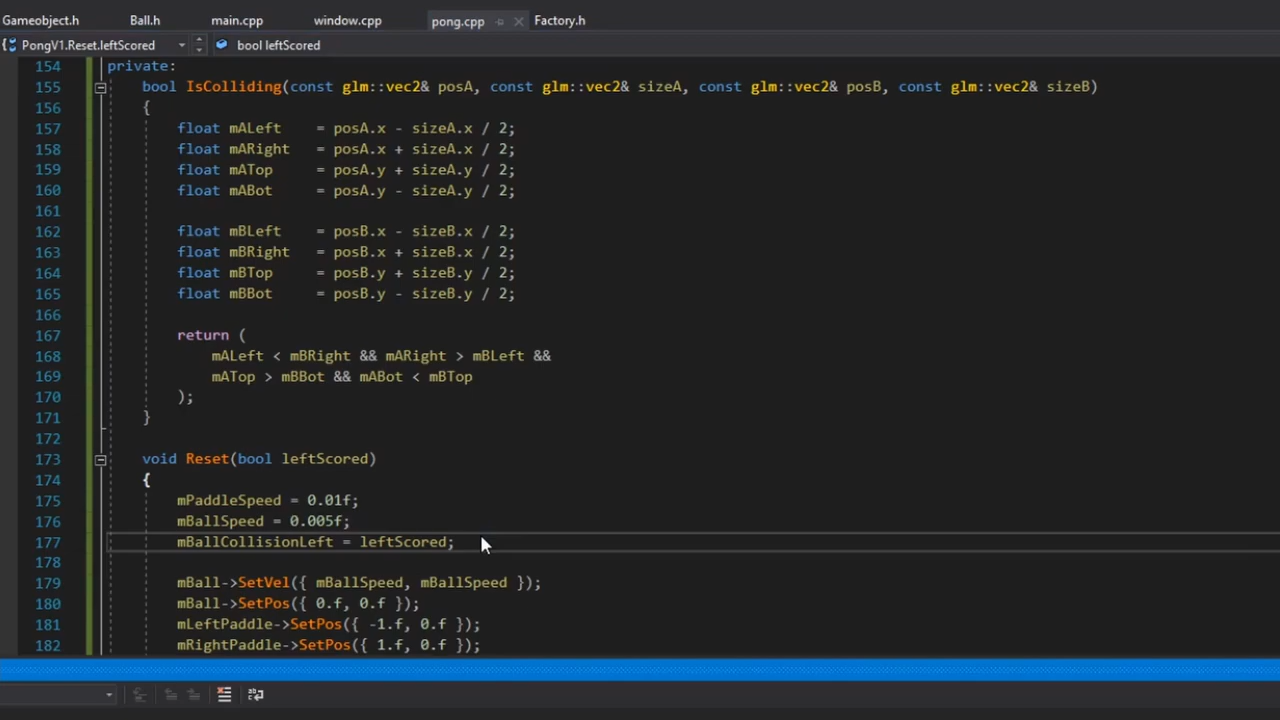 Gameobject.h Ball.h main.cpp window.cpp pong.cpp Factory.h
PongV1.Reset.leftScored bool leftScored
154 private:
155 bool IsColliding(const glm::vec2& posA, const glm::vec2& sizeA, const glm::vec2& posB, const glm::vec2& sizeB)
156 {
157 float mALeft = posA.x - sizeA.x / 2;
158 float mARight = posA.x + sizeA.x / 2;
159 float mATop = posA.y + sizeA.y / 2;
160 float mABot = posA.y - sizeA.y / 2;
161
162 float mBLeft = posB.x - sizeB.x / 2;
163 float mBRight = posB.x + sizeB.x / 2;
164 float mBTop = posB.y + sizeB.y / 2;
165 float mBBot = posB.y - sizeB.y / 2;
166
167 return (
168 mALeft < mBRight && mARight > mBLeft &&
169 mATop > mBBot && mABot < mBTop
170 );
171 }
172
173 void Reset(bool leftScored)
174 {
175 mPaddleSpeed = 0.01f;
176 mBallSpeed = 0.005f;
177 mBallCollisionLeft = leftScored;
178
179 mBall->SetVel({ mBallSpeed, mBallSpeed });
180 mBall->SetPos({ 0.f, 0.f });
181 mLeftPaddle->SetPos({ -1.f, 0.f });
182 mRightPaddle->SetPos({ 1.f, 0.f });